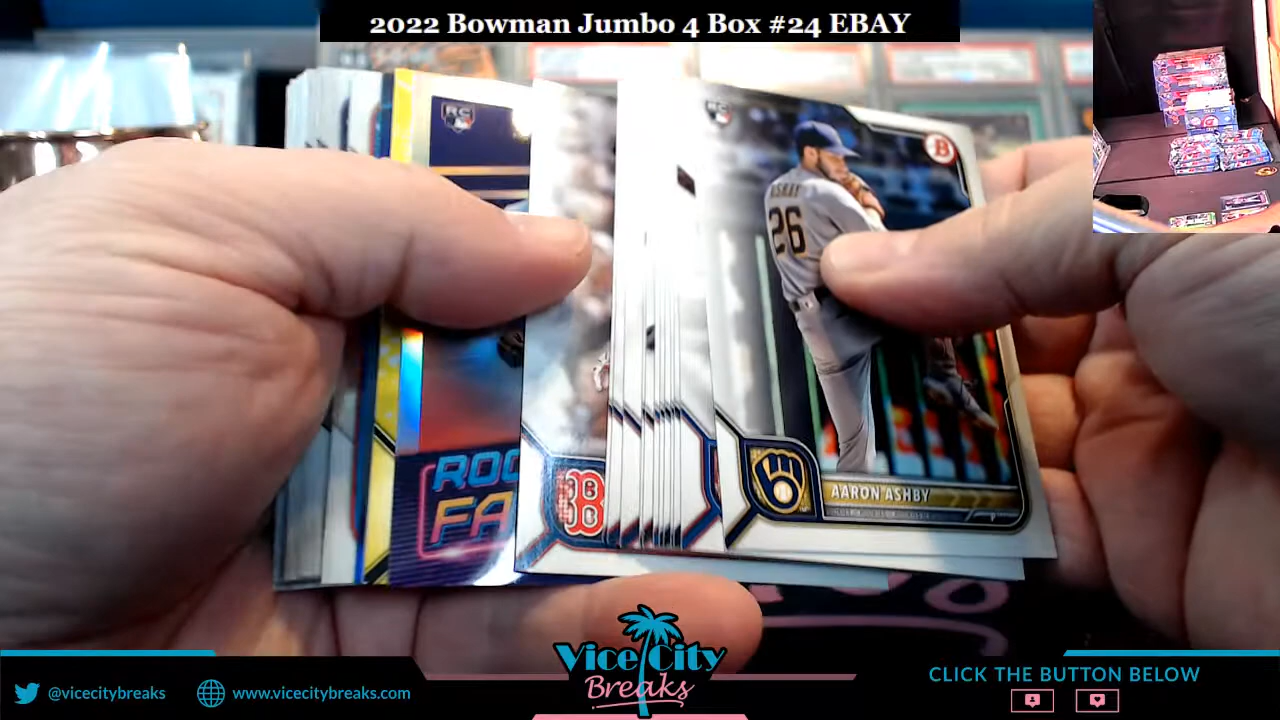 2022 Bowman Jumbo 4 Box #24 EBAY
RC
RC
B
ASHBY
26
ROO
FA
B
AARON ASHBY
Vice City
Breaks
@vicecitybreaks
www.vicecitybreaks.com
CLICK THE BUTTON BELOW